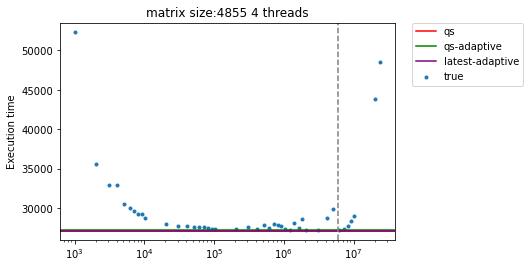 matrix size:4855 4 threads
50000
45000
40000
35000
30000
Execution time
10³
10⁴
10⁵
10⁶
10⁷
qs
qs-adaptive
latest-adaptive
true